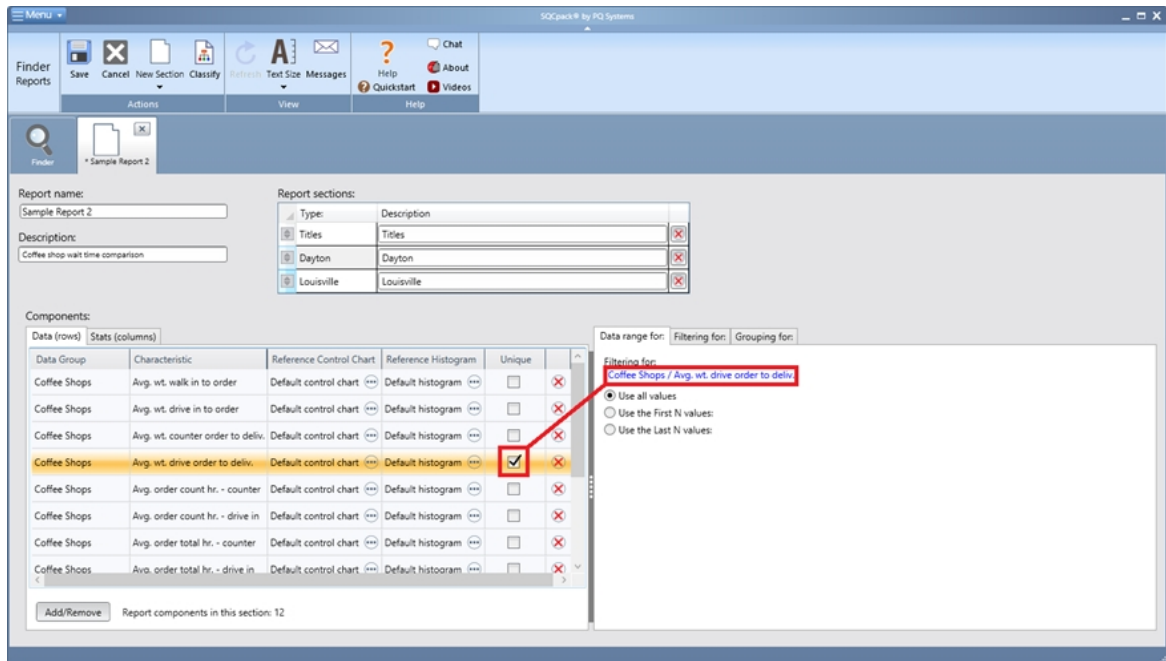 Menu
SQCpack® by PQ Systems
Finder
Reports
Save
Cancel
New Section
Classify
Refresh
Text Size
Messages
Help
Quickstart
Chat
About
Videos
Actions
View
Help
Finder
* Sample Report 2
Report name:
Sample Report 2
Description:
Coffee shop wait time comparison
Report sections:
Type: Description
Titles Titles
Dayton Dayton
Louisville Louisville
Components:
Data (rows) Stats (columns)
Data Group Characteristic Reference Control Chart Reference Histogram Unique
Coffee Shops Avg. wt. walk in to order Default control chart Default histogram
Coffee Shops Avg. wt. drive in to order Default control chart Default histogram
Coffee Shops Avg. wt. counter order to deliv. Default control chart Default histogram
Coffee Shops Avg. wt. drive order to deliv. Default control chart Default histogram
Coffee Shops Avg. order count hr. - counter Default control chart Default histogram
Coffee Shops Avg. order count hr. - drive in Default control chart Default histogram
Coffee Shops Avg. order total hr. - counter Default control chart Default histogram
Coffee Shops Avg. order total hr. - drive in Default control chart Default histogram
Add/Remove Report components in this section: 12
Data range for: Filtering for: Grouping for:
Filtering for:
Coffee Shops / Avg. wt. drive order to deliv.
Use all values
Use the First N values:
Use the Last N values: